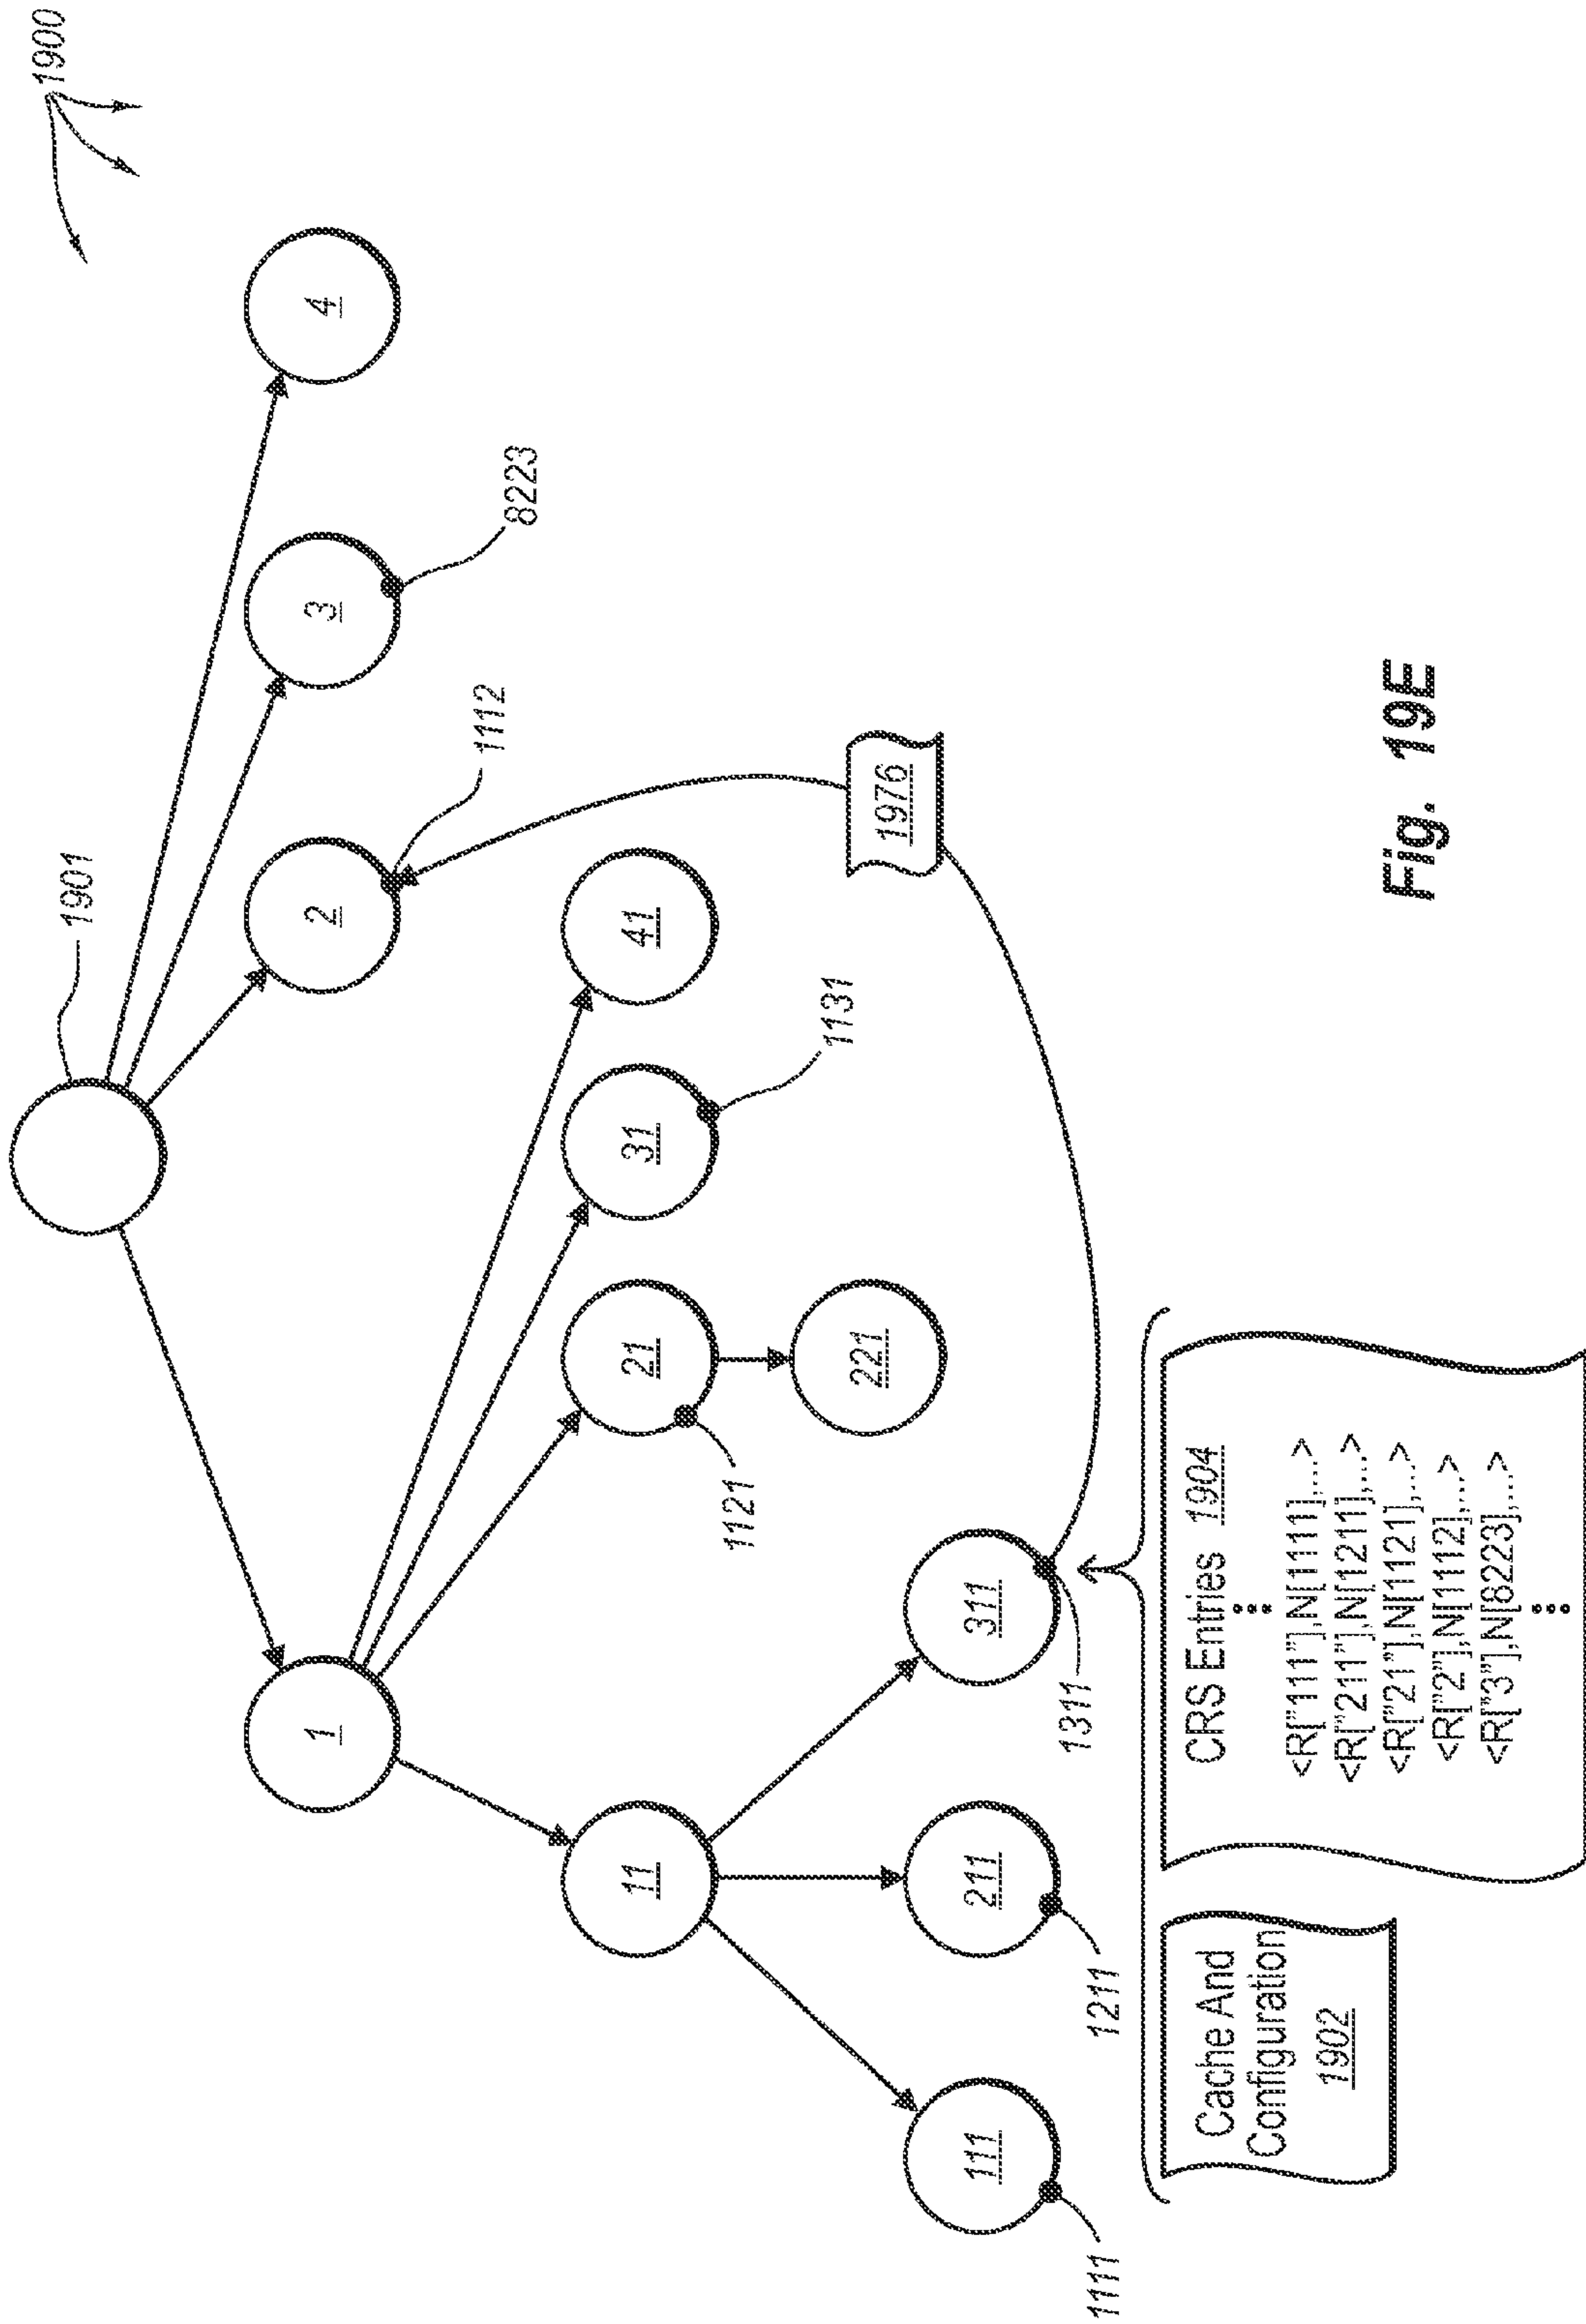 1900
1901
4
3
8223
2
1112
1
41
31
1131
21
1121
221
1976
11
311
1311
211
1211
111
1111
Cache And
Configuration
1902
CRS Entries 1904
⋮
<R["111"],N[1111],...>
<R["211"],N[1211],...>
<R["21"],N[1121],...>
<R["2"],N[1112],...>
<R["3"],N[8223],...>
⋮
Fig. 19E